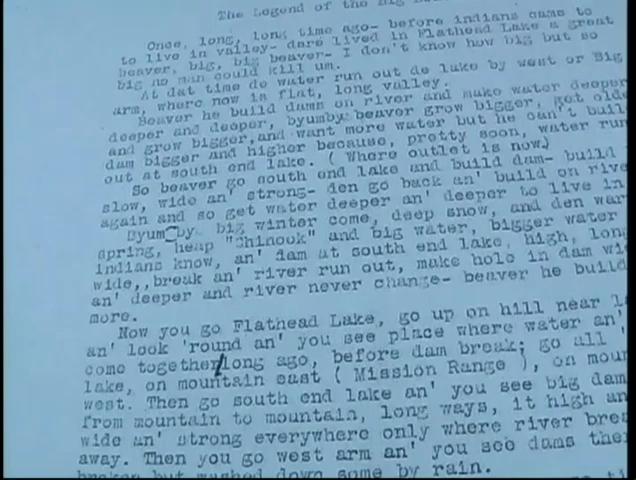 The Legend of the Big
Once, long, long time ago- before indians came to
to live in valley- dare lived in Flathead Lake a great
beaver, big, big beaver- I don't know how big but so
big no man could kill um.
At dat time de water run out de lake by west or Big
arm, where now is flat, long valley.
Beaver he build dams on river and make water deeper
deeper and deeper, byumby beaver grow bigger, get olde
and grow bigger, and want more water but he can't buil
dam bigger and higher because, pretty soon, water run
out at south end lake. ( Where outlet is now)
So beaver go south end lake and build dam- build
slow, wide an' strong- den go back an' build on rive
again and so get water deeper an' deeper to live in
Byumby big winter come, deep snow, and den war
spring, heap "Chinook" and big water, bigger water
indians know, an' dam at south end lake, high, long
wide,,break an' river run out, make hole in dam wi
an' deeper and river never change- beaver he build
more.
Now you go Flathead Lake, go up on hill near l
an' look 'round an' you see place where water an'
come together/long ago, before dam break; go all
lake, on mountain east ( Mission Range ), on moun
west. Then go south end lake an' you see big dam
from mountain to mountain, long ways, it high an
wide an' strong everywhere only where river brea
away. Then you go west arm an' you see dams the
broken but mushed down some by rain.